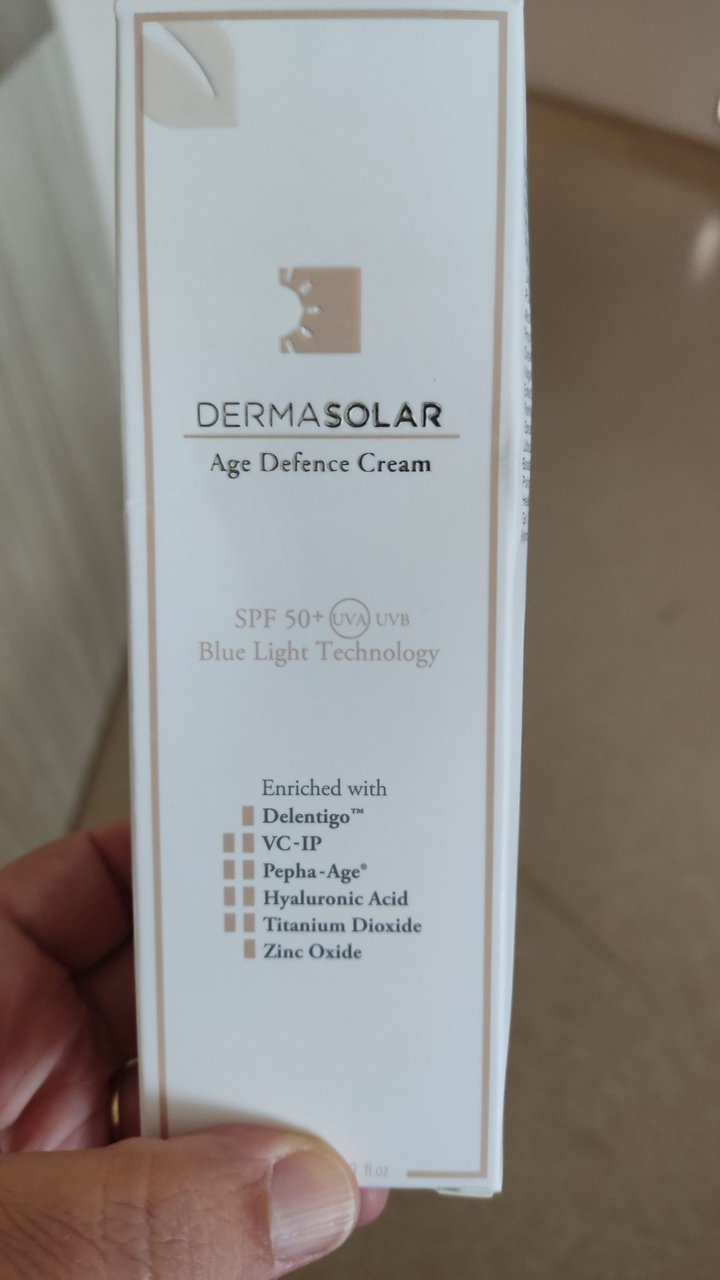 DERMASOLAR
Age Defence Cream
SPF 50+ UVA UVB
Blue Light Technology
Enriched with
Delentigo™
VC-IP
Pepha-Age®
Hyaluronic Acid
Titanium Dioxide
Zinc Oxide
fl.oz